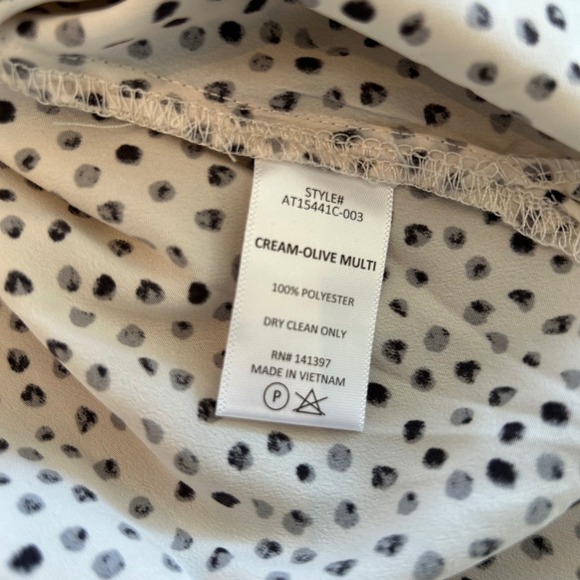 STYLE#
AT15441C-003
CREAM-OLIVE MULTI
100% POLYESTER
DRY CLEAN ONLY
RN# 141397
MADE IN VIETNAM
P